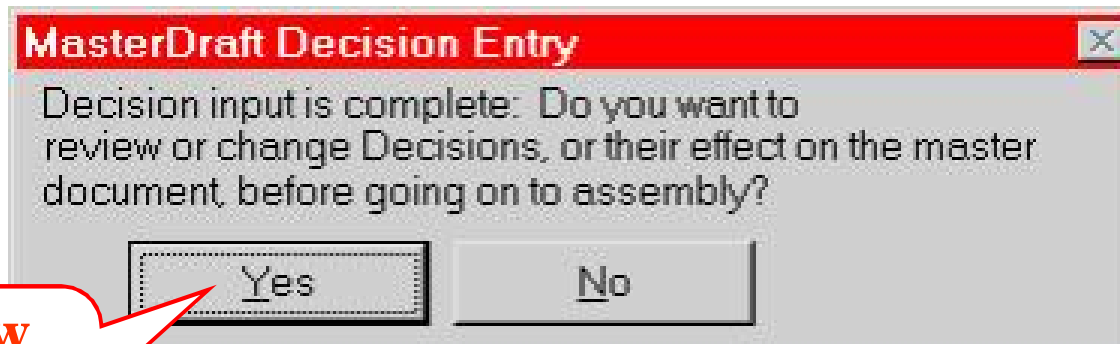 MasterDraft Decision Entry
Decision input is complete: Do you want to
review or change Decisions, or their effect on the master
document, before going on to assembly?
Yes No